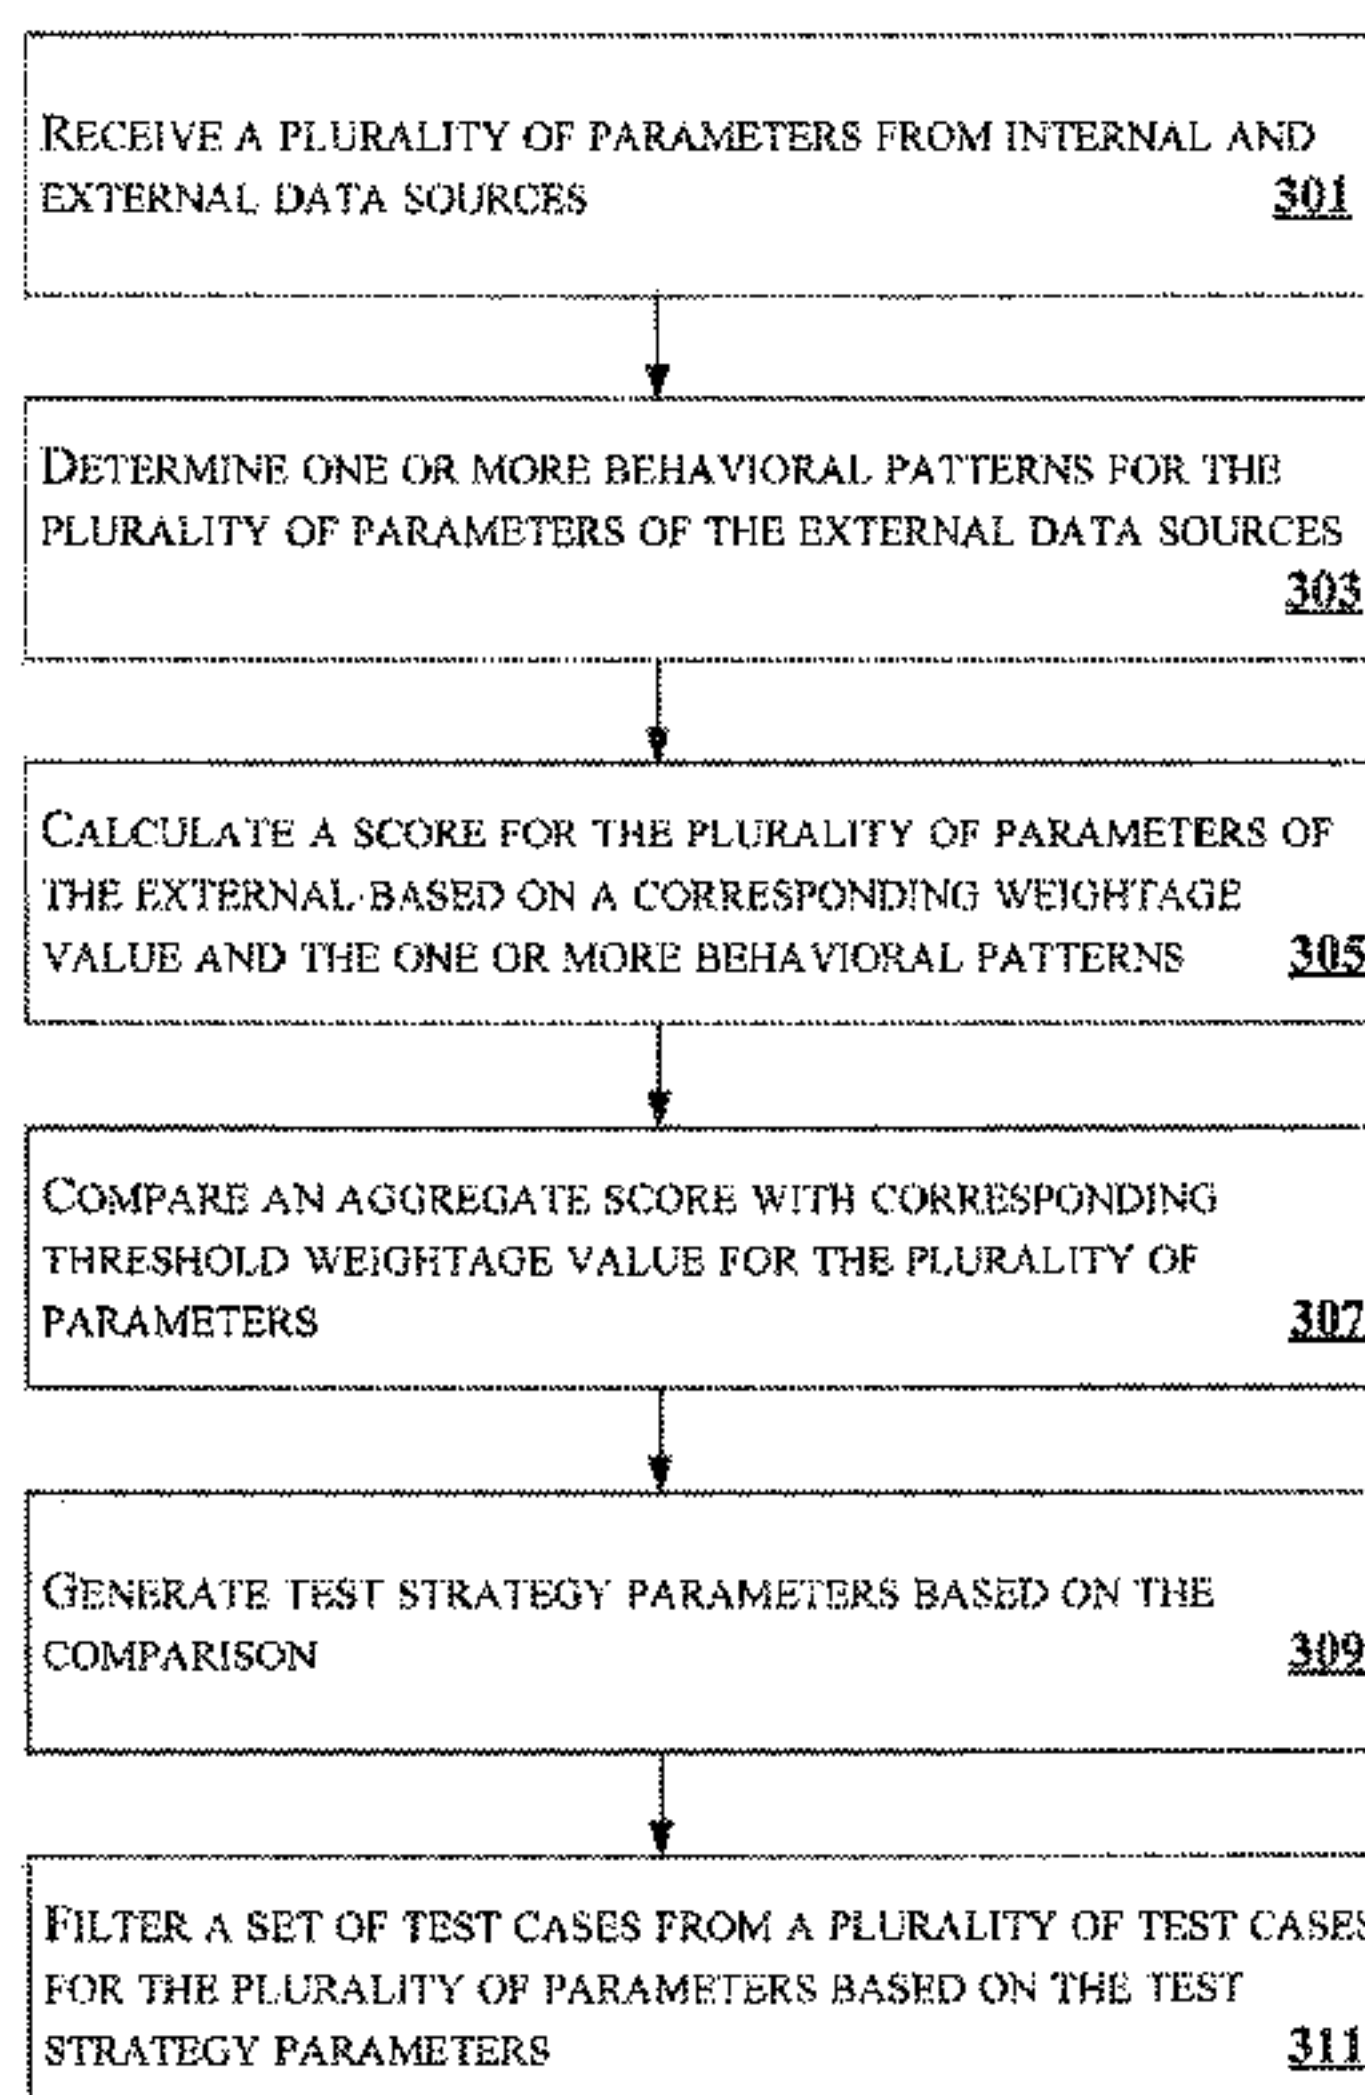 RECEIVE A PLURALITY OF PARAMETERS FROM INTERNAL AND
EXTERNAL DATA SOURCES 301
DETERMINE ONE OR MORE BEHAVIORAL PATTERNS FOR THE
PLURALITY OF PARAMETERS OF THE EXTERNAL DATA SOURCES
303
CALCULATE A SCORE FOR THE PLURALITY OF PARAMETERS OF
THE EXTERNAL BASED ON A CORRESPONDING WEIGHTAGE
VALUE AND THE ONE OR MORE BEHAVIORAL PATTERNS 305
COMPARE AN AGGREGATE SCORE WITH CORRESPONDING
THRESHOLD WEIGHTAGE VALUE FOR THE PLURALITY OF
PARAMETERS 307
GENERATE TEST STRATEGY PARAMETERS BASED ON THE
COMPARISON 309
FILTER A SET OF TEST CASES FROM A PLURALITY OF TEST CASES
FOR THE PLURALITY OF PARAMETERS BASED ON THE TEST
STRATEGY PARAMETERS 311